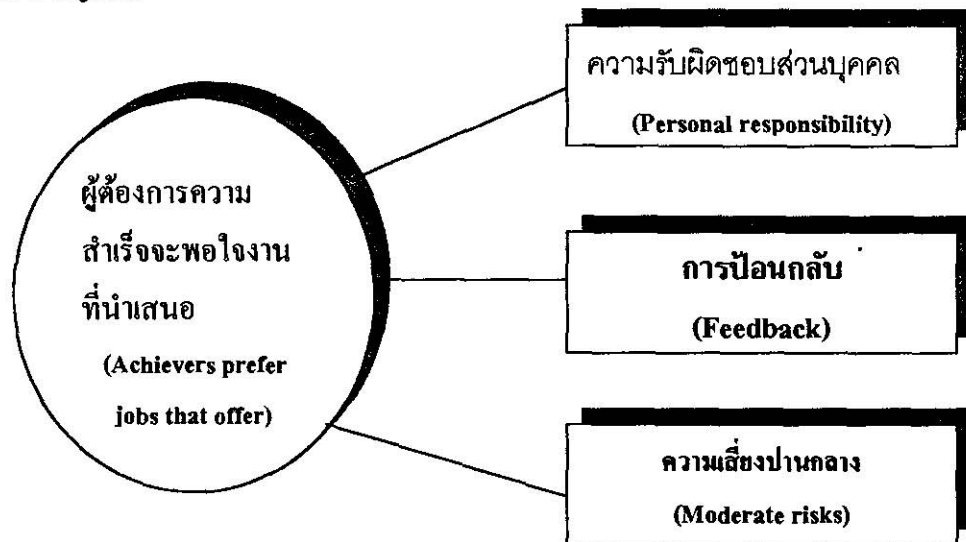 ผู้ต้องการความ
สำเร็จจะพอใจงาน
ที่นำเสนอ
(Achievers prefer
jobs that offer)
ความรับผิดชอบส่วนบุคคล
(Personal responsibility)
การป้อนกลับ
(Feedback)
ความเสี่ยงปานกลาง
(Moderate risks)